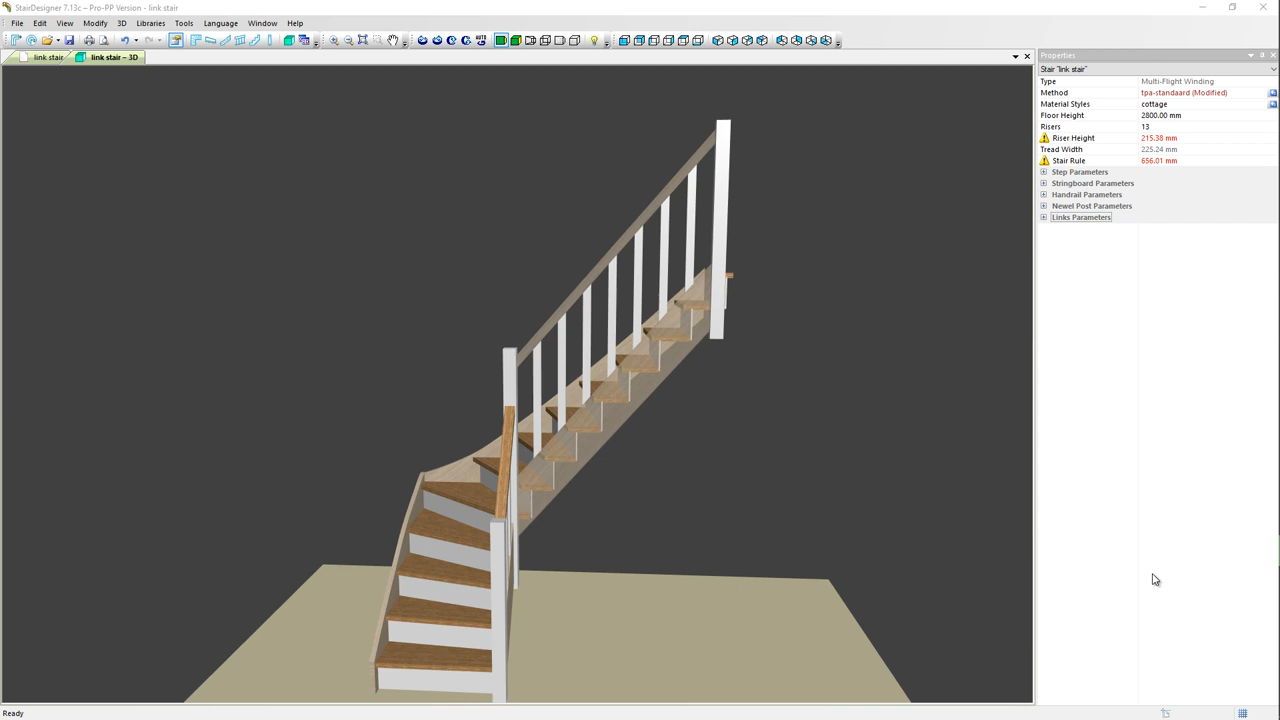 StairDesigner 7.13c – Pro-PP Version - link stair
File Edit View Modify 3D Libraries Tools Language Window Help
link stair link stair – 3D
Properties
Stair "link stair"
Type Multi-Flight Winding
Method tpa-standaard (Modified)
Material Styles cottage
Floor Height 2800.00 mm
Risers 13
Riser Height 215.38 mm
Tread Width 225.24 mm
Stair Rule 656.01 mm
Step Parameters
Stringboard Parameters
Handrail Parameters
Newel Post Parameters
Links Parameters
Ready